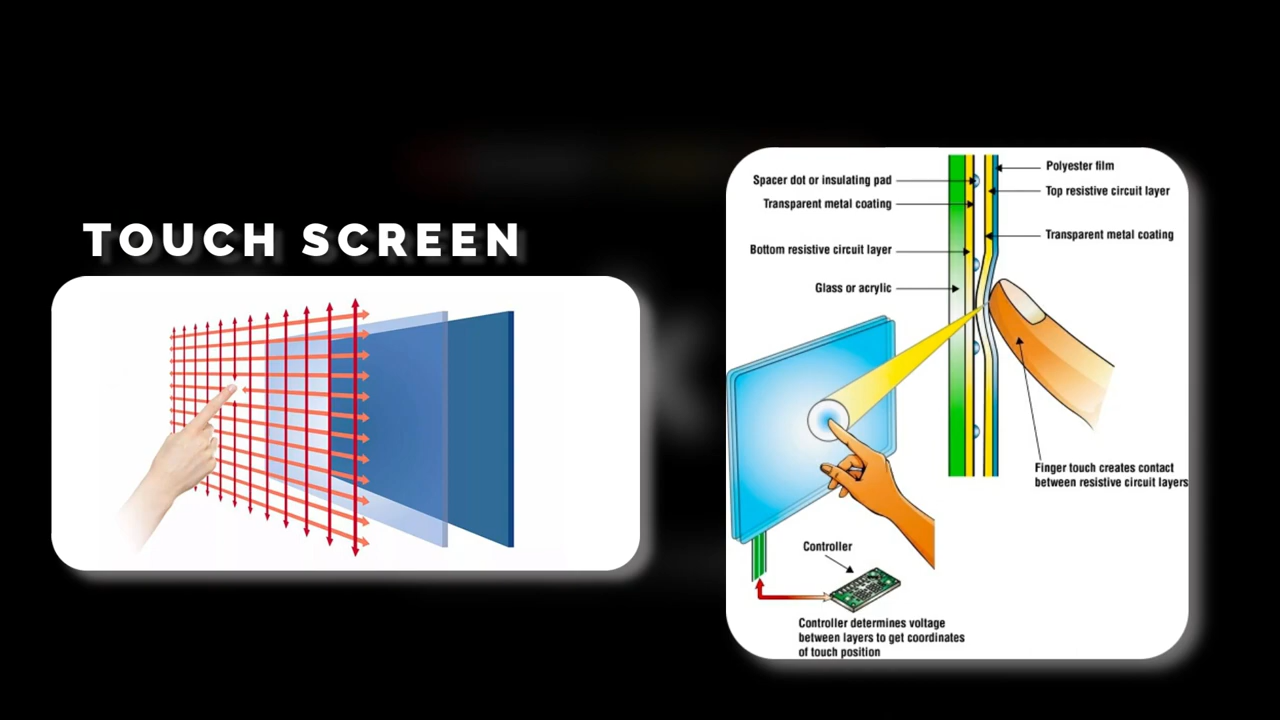 TOUCH SCREEN
Spacer dot or insulating pad
Transparent metal coating
Bottom resistive circuit layer
Glass or acrylic
Polyester film
Top resistive circuit layer
Transparent metal coating
Finger touch creates contact
between resistive circuit layers
Controller
Controller determines voltage
between layers to get coordinates
of touch position